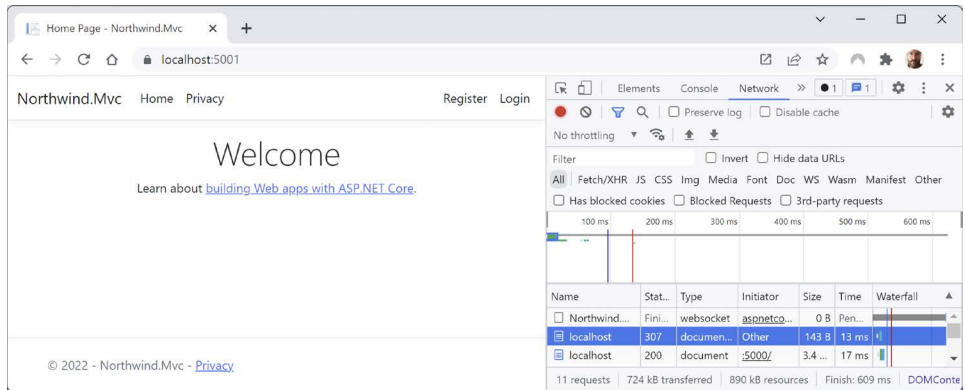 Home Page - Northwind.Mvc
localhost:5001
Northwind.Mvc Home Privacy Register Login
Welcome
Learn about building Web apps with ASP.NET Core.
© 2022 - Northwind.Mvc - Privacy
Elements Console Network » 1 1
Preserve log Disable cache
No throttling
Filter Invert Hide data URLs
All Fetch/XHR JS CSS Img Media Font Doc WS Wasm Manifest Other
Has blocked cookies Blocked Requests 3rd-party requests
100 ms 200 ms 300 ms 400 ms 500 ms 600 ms
Name Stat... Type Initiator Size Time Waterfall
Northwind.... Fini... websocket aspnetco... 0 B Pen...
localhost 307 documen... Other 143 B 13 ms
localhost 200 document :5000/ 3.4 ... 17 ms
11 requests 724 kB transferred 890 kB resources Finish: 609 ms DOMConte